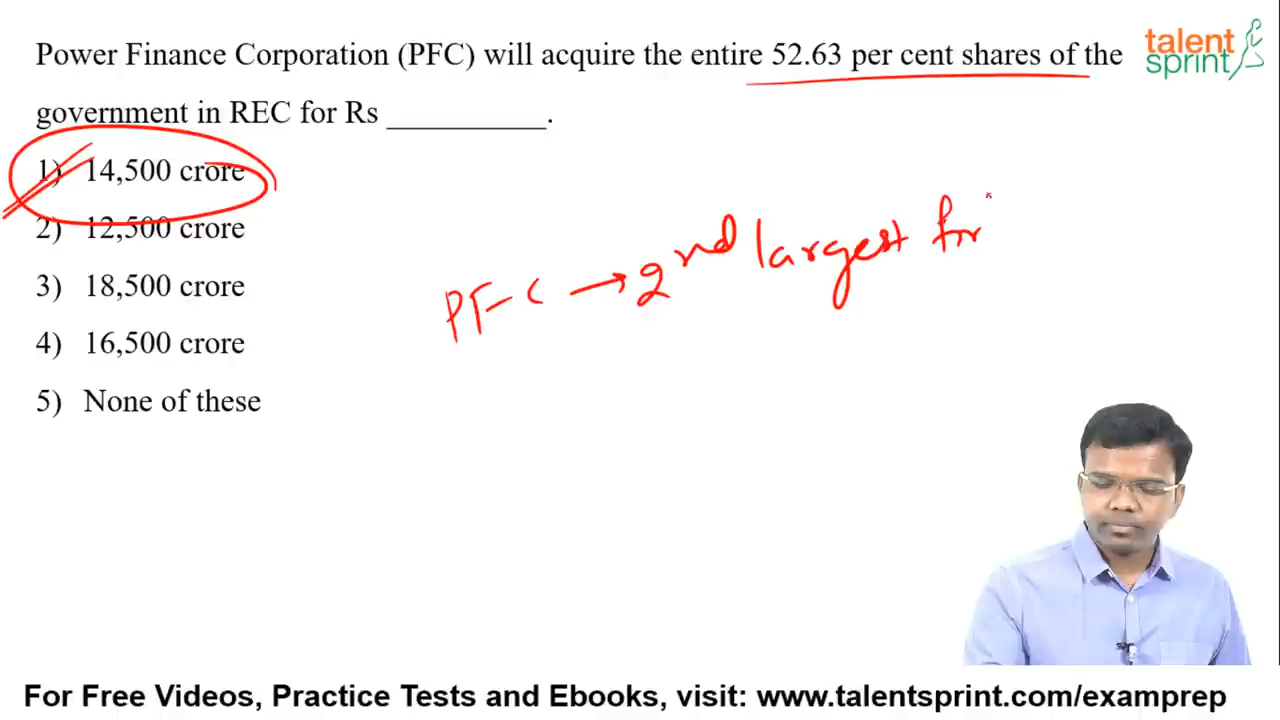 Power Finance Corporation (PFC) will acquire the entire 52.63 per cent shares of the
government in REC for Rs __________.
1) 14,500 crore
2) 12,500 crore
3) 18,500 crore
4) 16,500 crore
5) None of these
PFC → 2nd largest for
talent
sprint
For Free Videos, Practice Tests and Ebooks, visit: www.talentsprint.com/examprep